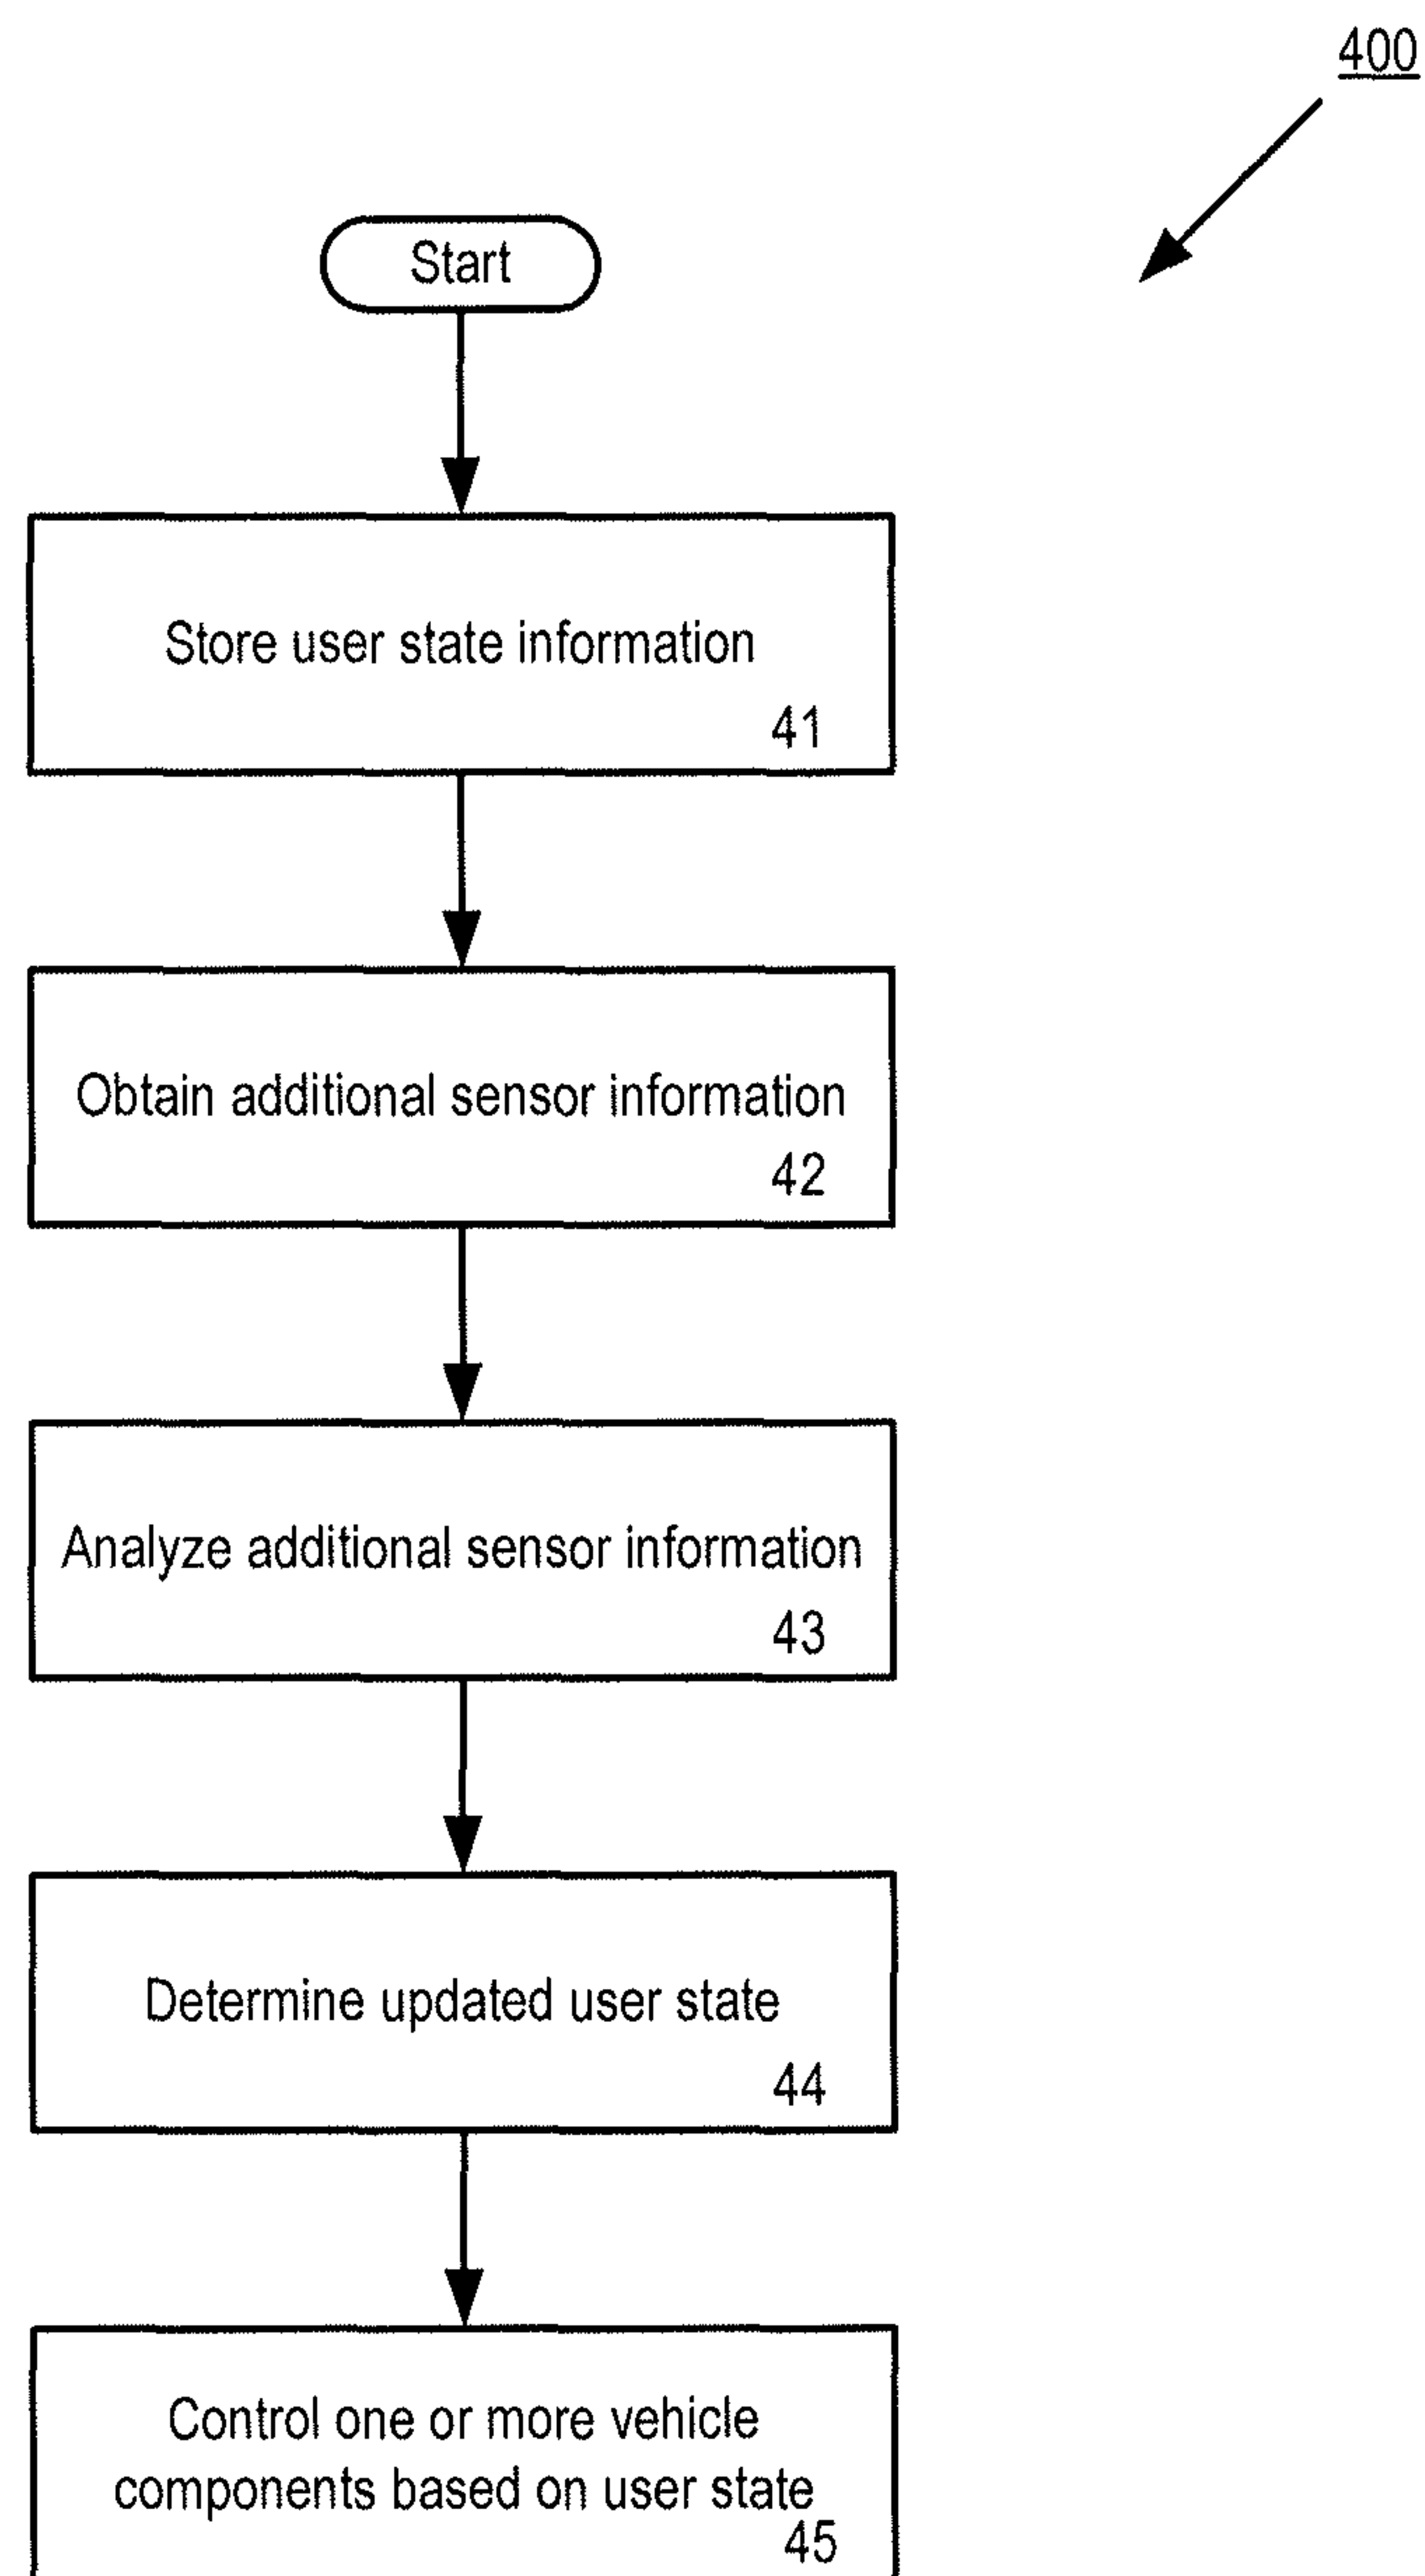 400
Start
Store user state information
41
Obtain additional sensor information
42
Analyze additional sensor information
43
Determine updated user state
44
Control one or more vehicle
components based on user state
45